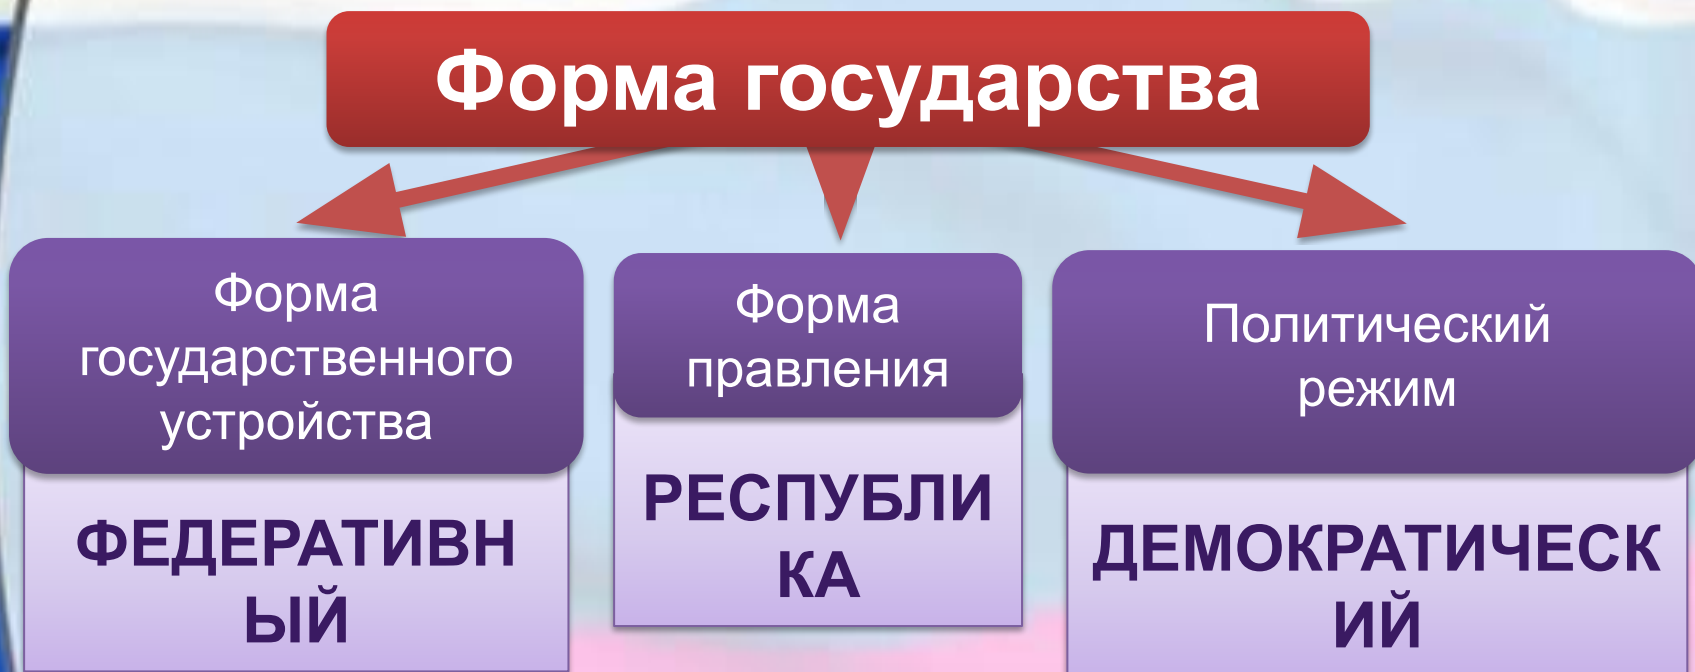 Форма государства
Форма
государственного
устройства
ФЕДЕРАТИВН
ЫЙ
Форма
правления
РЕСПУБЛИ
КА
Политический
режим
ДЕМОКРАТИЧЕСК
ИЙ